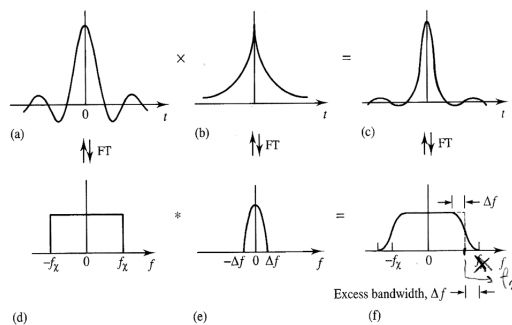 × =
0 t t t
(a) (b) (c)
FT FT FT
* = Δf
−fχ 0 fχ f −Δf 0 Δf f −fχ 0 f
Excess bandwidth, Δf
(d) (e) (f)